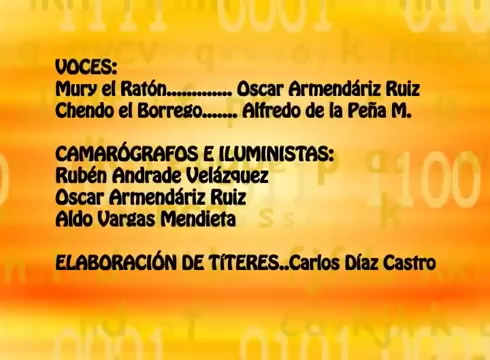 VOCES:
Mury el Ratón............. Oscar Armendáriz Ruiz
Chendo el Borrego....... Alfredo de la Peña M.
CAMARÓGRAFOS E ILUMINISTAS:
Rubén Andrade Velázquez
Oscar Armendáriz Ruiz
Aldo Vargas Mendieta
ELABORACIÓN DE TíTERES..Carlos Díaz Castro